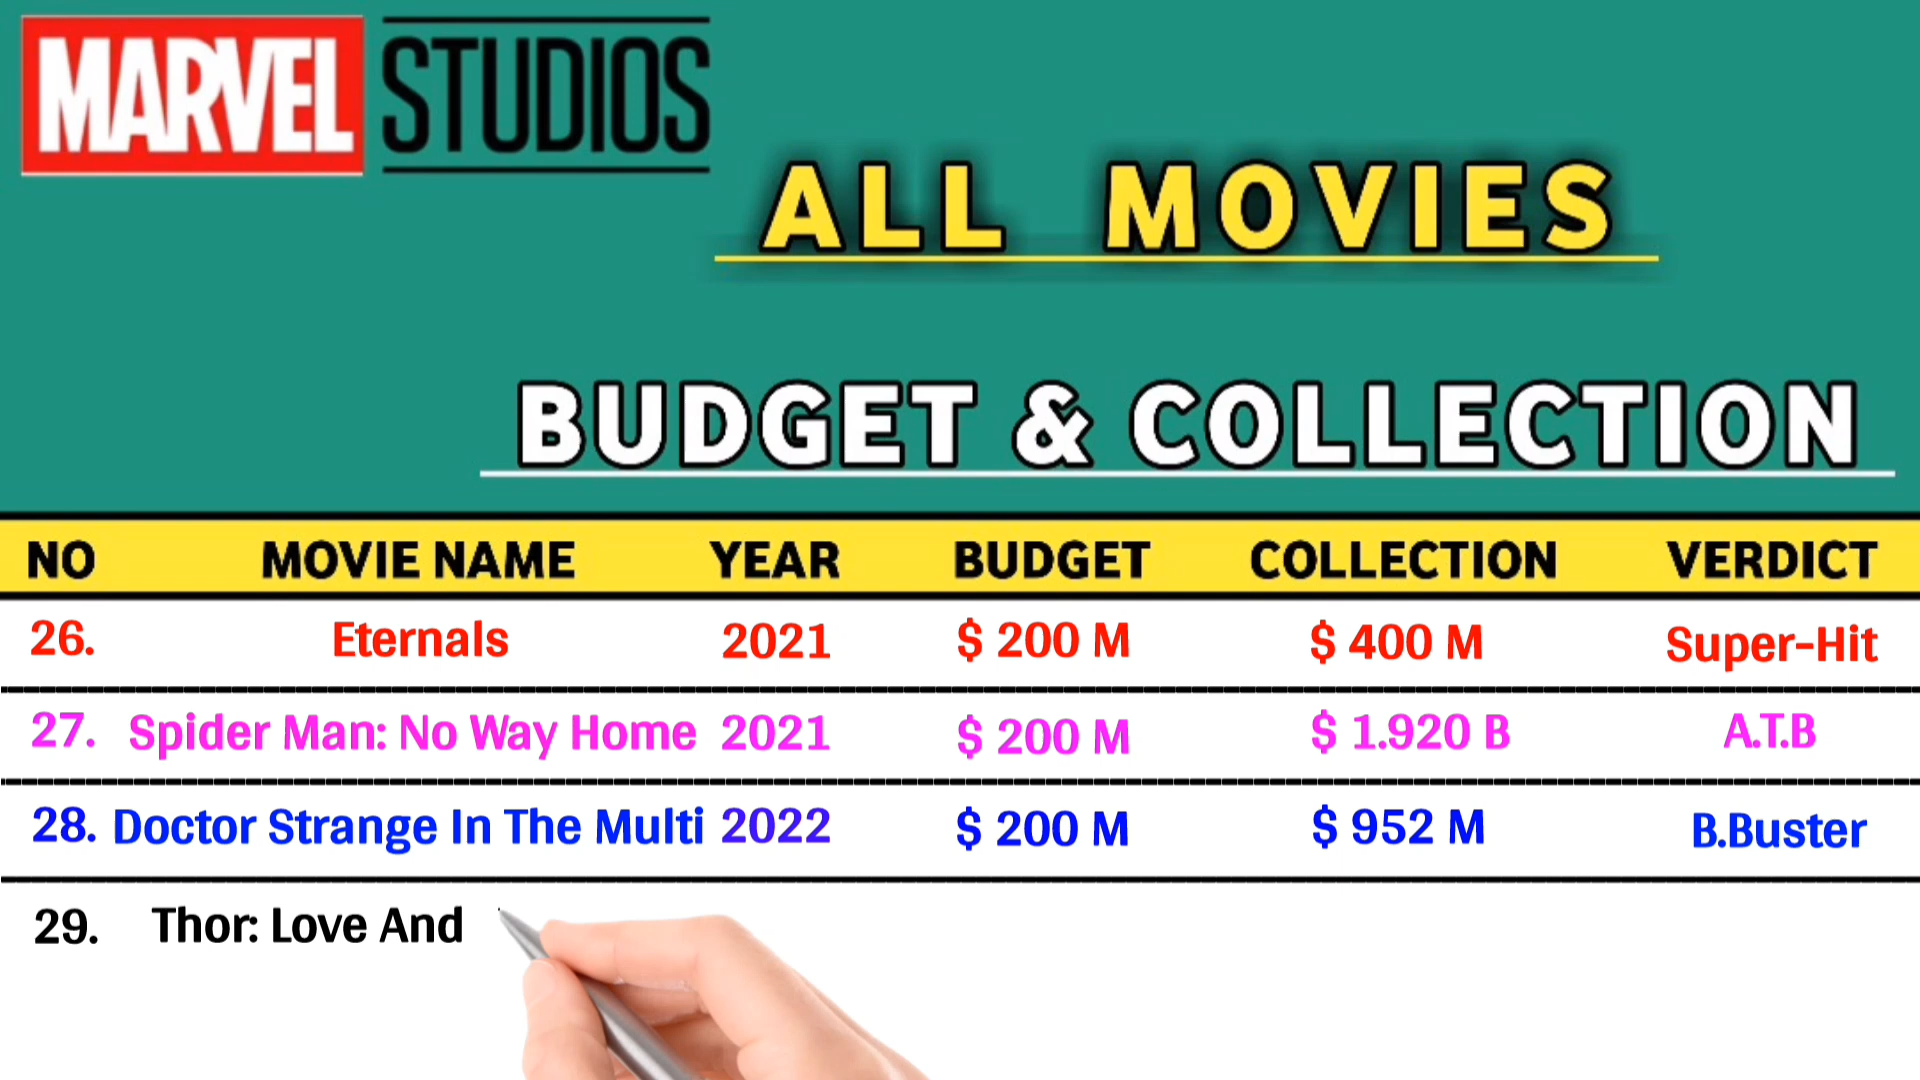 MARVEL STUDIOS
ALL MOVIES
BUDGET & COLLECTION
NO MOVIE NAME YEAR BUDGET COLLECTION VERDICT
26. Eternals 2021 $ 200 M $ 400 M Super-Hit
27. Spider Man: No Way Home 2021 $ 200 M $ 1.920 B A.T.B
28. Doctor Strange In The Multi 2022 $ 200 M $ 952 M B.Buster
29. Thor: Love And